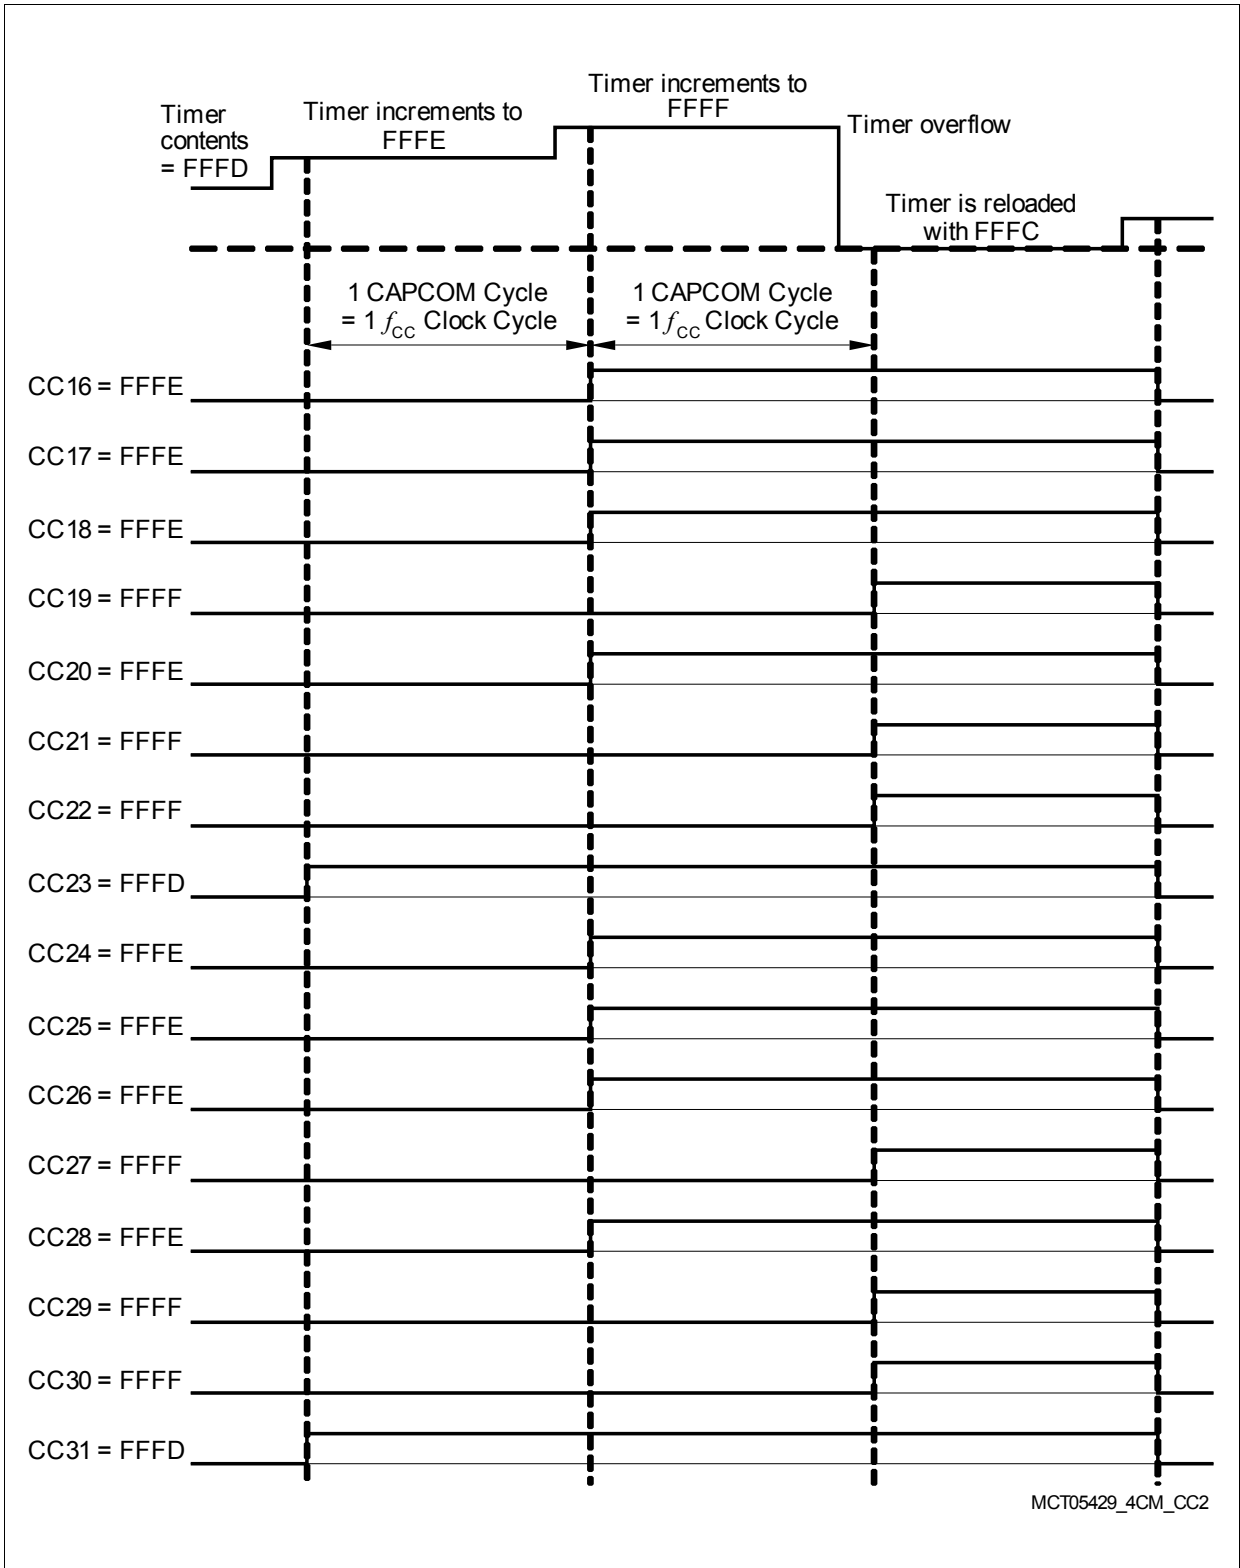 Timer increments to
FFFF
Timer
contents
= FFFD
Timer increments to
FFFE
Timer overflow
Timer is reloaded
with FFFC
1 CAPCOM Cycle
= 1 fCC Clock Cycle
1 CAPCOM Cycle
= 1 fCC Clock Cycle
CC16 = FFFE
CC17 = FFFE
CC18 = FFFE
CC19 = FFFF
CC20 = FFFE
CC21 = FFFF
CC22 = FFFF
CC23 = FFFD
CC24 = FFFE
CC25 = FFFE
CC26 = FFFE
CC27 = FFFF
CC28 = FFFE
CC29 = FFFF
CC30 = FFFF
CC31 = FFFD
MCT05429_4CM_CC2